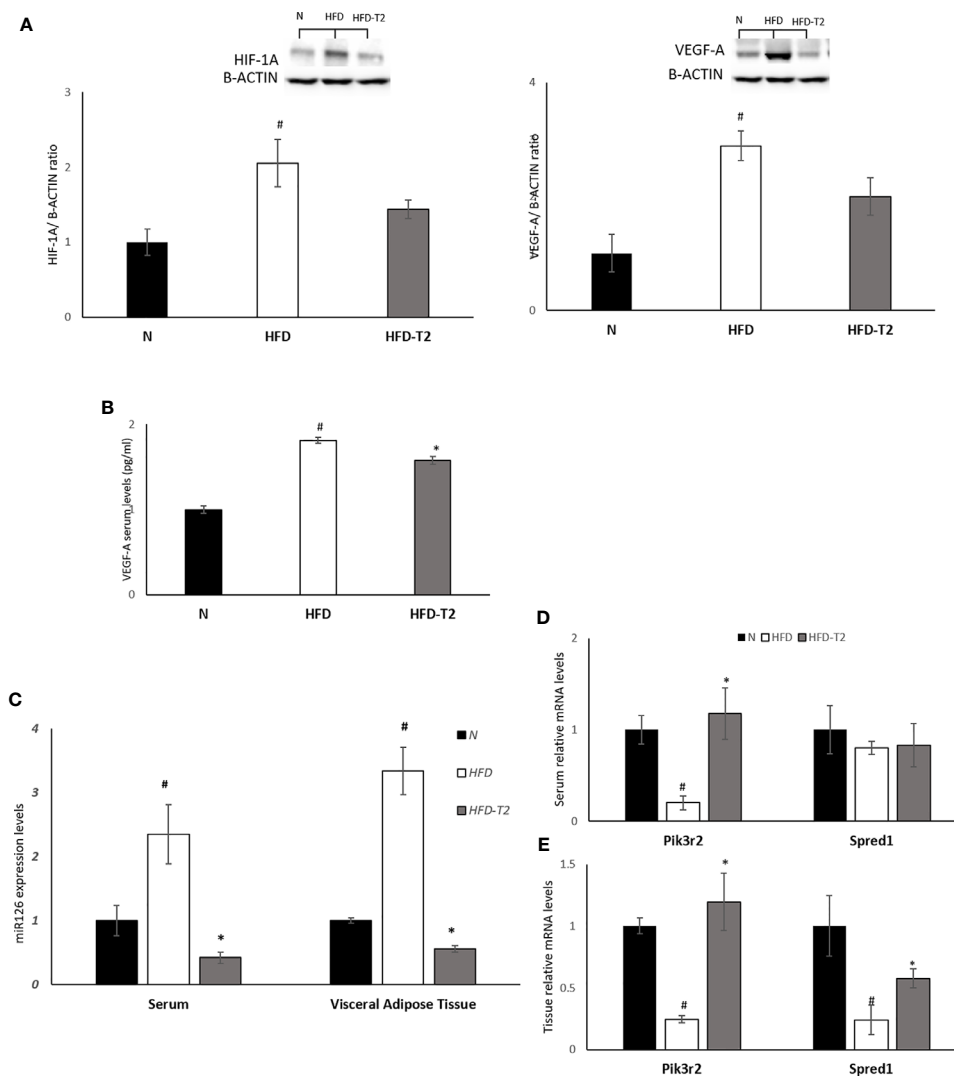 A
N HFD HFD-T2
HIF-1A
B-ACTIN
3
2
1
0
#
HIF-1A/ B-ACTIN ratio
N HFD HFD-T2
N HFD HFD-T2
VEGF-A
B-ACTIN
4
0
#
VEGF-A/ B-ACTIN ratio
N HFD HFD-T2
B
2
1
0
# *
VEGF-A serum levels (pg/ml)
N HFD HFD-T2
C
4
3
2
1
0
# * # *
miR126 expression levels
N
HFD
HFD-T2
Serum Visceral Adipose Tissue
D
N HFD HFD-T2
2
1
0
# *
Serum relative mRNA levels
Pik3r2 Spred1
E
1.5
1
0.5
0
# * # *
Tissue relative mRNA levels
Pik3r2 Spred1